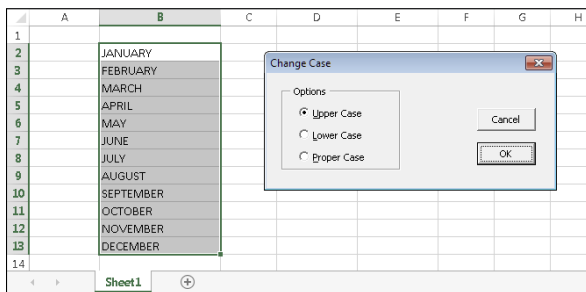 A B C D E F G H
1
2 JANUARY
3 FEBRUARY
4 MARCH
5 APRIL
6 MAY
7 JUNE
8 JULY
9 AUGUST
10 SEPTEMBER
11 OCTOBER
12 NOVEMBER
13 DECEMBER
14
Change Case
Options
Upper Case
Lower Case
Proper Case
Cancel
OK
Sheet1